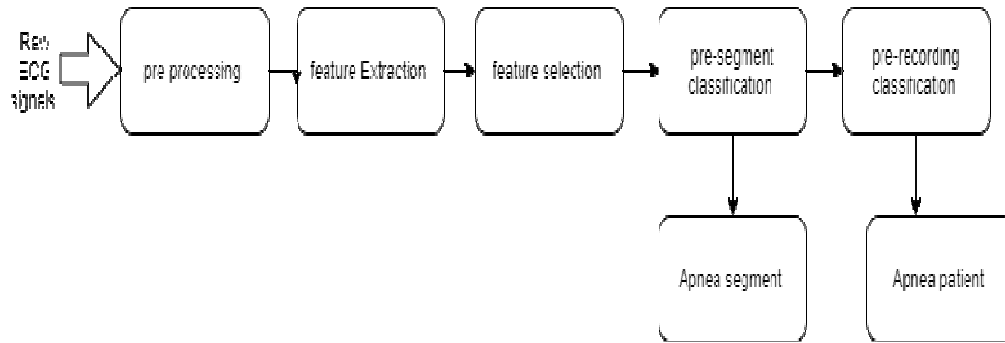 Raw
ECG
signals
pre processing
feature Extraction
feature selection
pre-segment
classification
pre-recording
classification
Apnea segment
Apnea patient